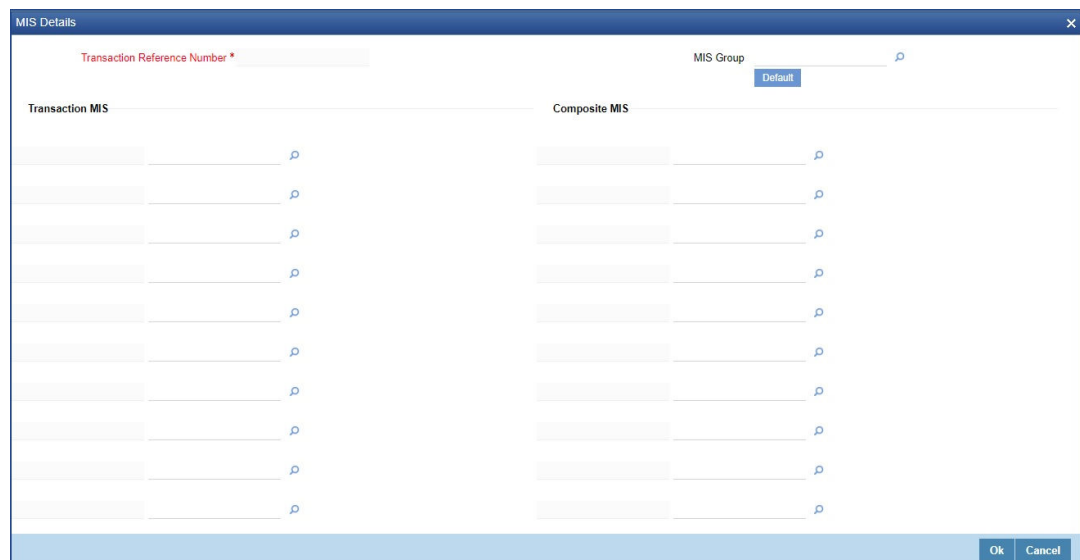 MIS Details
Transaction Reference Number *
MIS Group
Default
Transaction MIS
Composite MIS
Ok
Cancel